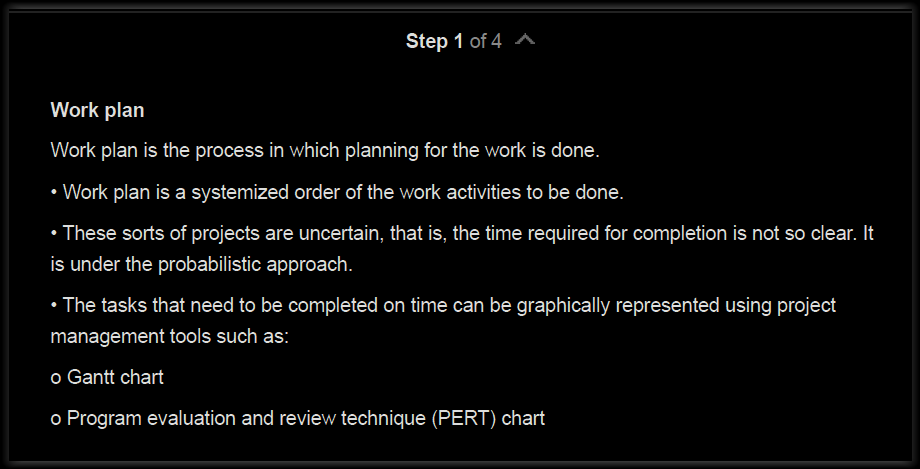 Step 1 of 4
Work plan
Work plan is the process in which planning for the work is done.
• Work plan is a systemized order of the work activities to be done.
• These sorts of projects are uncertain, that is, the time required for completion is not so clear. It
is under the probabilistic approach.
• The tasks that need to be completed on time can be graphically represented using project
management tools such as:
o Gantt chart
o Program evaluation and review technique (PERT) chart